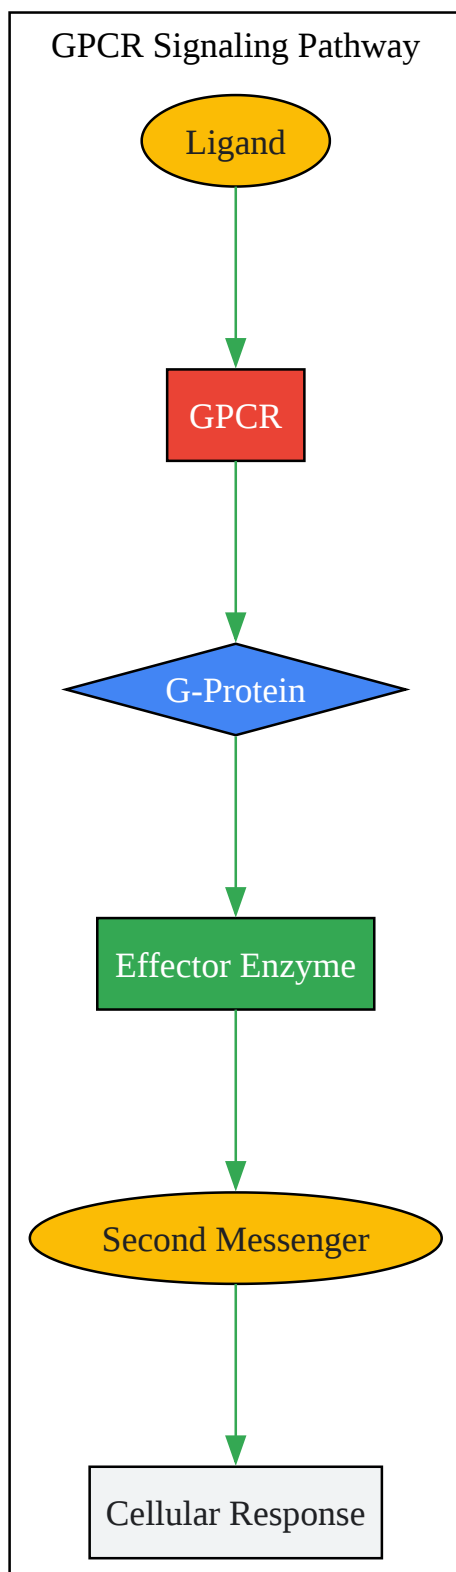 GPCR Signaling Pathway
Ligand
GPCR
G-Protein
Effector Enzyme
Second Messenger
Cellular Response